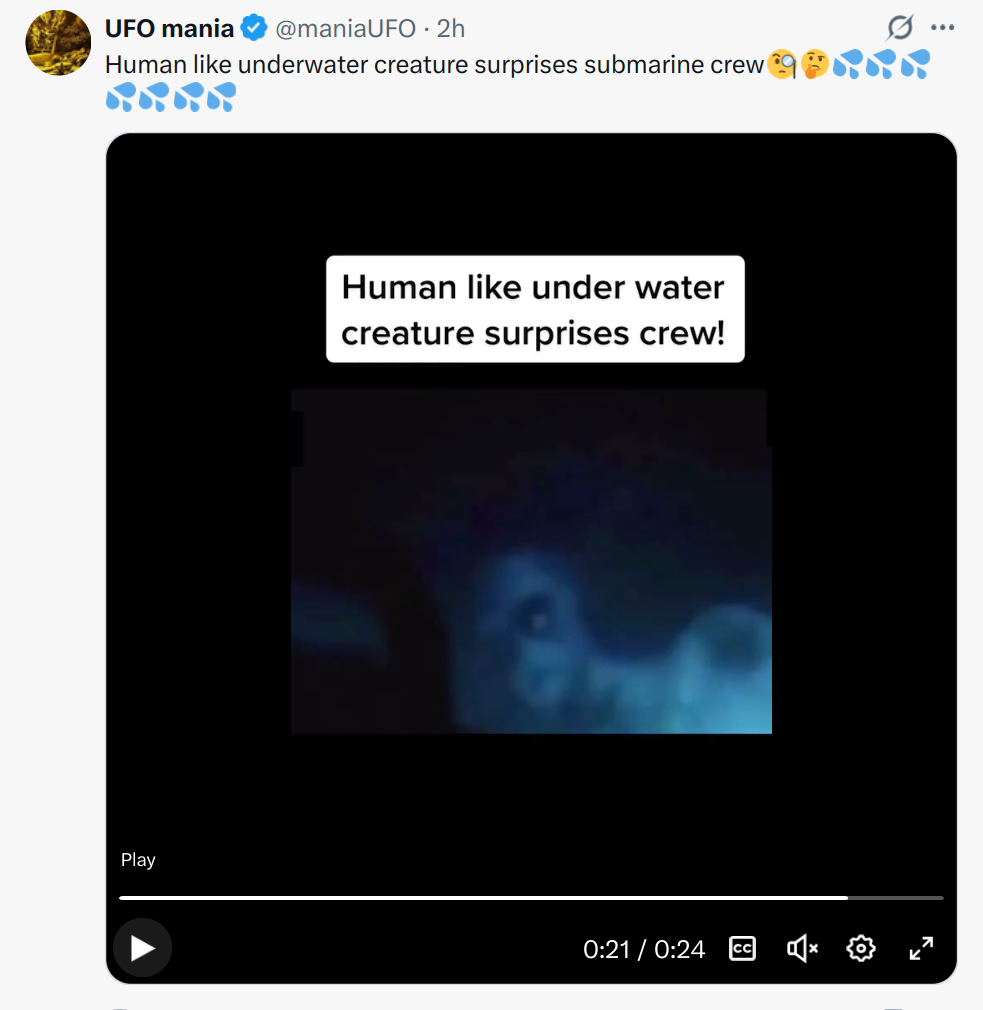 UFO mania @maniaUFO · 2h
Human like underwater creature surprises submarine crew🧐🤔💦💦💦
💦💦💦💦
Human like under water
creature surprises crew!
Play
0:21 / 0:24
CC